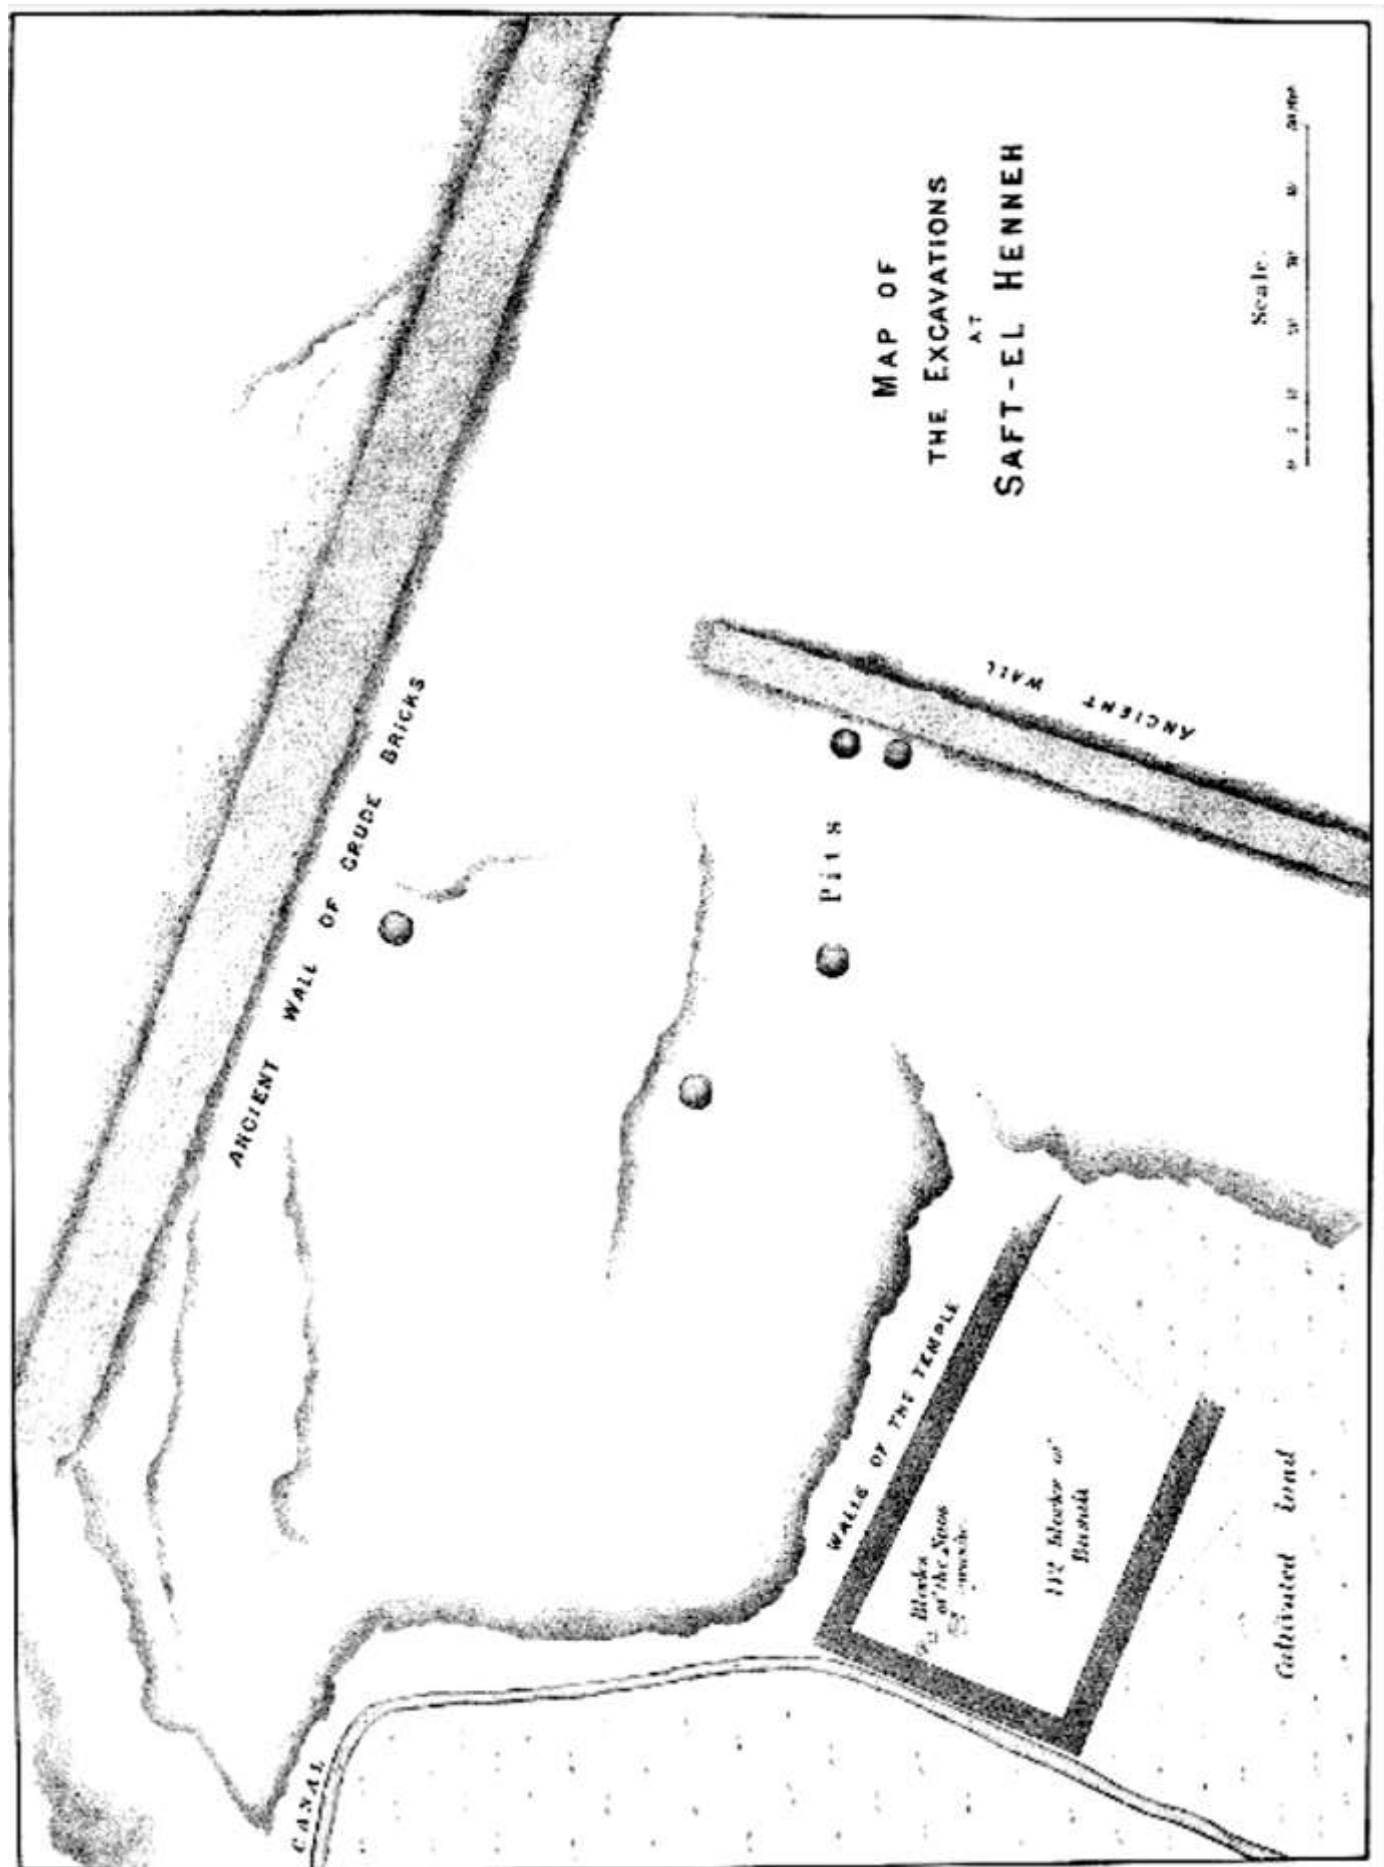 MAP OF
THE EXCAVATIONS
AT
SAFT-EL HENNEH
Scale.
ANCIENT WALL OF CRUDE BRICKS
ANCIENT WALL
Pits
WALLS OF THE TEMPLE
Blocks
of the Naos
Blocks of
Basalt
Cultivated land
CANAL